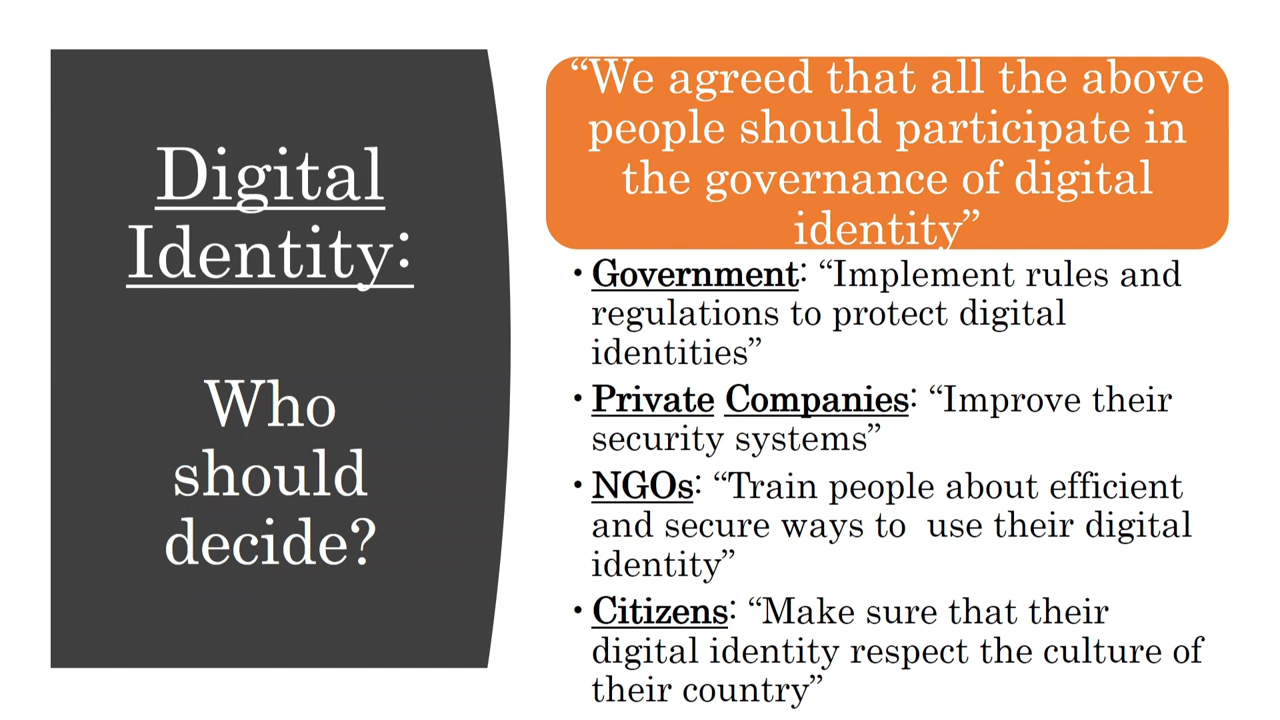 Digital
Identity:
Who
should
decide?
“We agreed that all the above
people should participate in
the governance of digital
identity”
• Government: “Implement rules and
regulations to protect digital
identities”
• Private Companies: “Improve their
security systems”
• NGOs: “Train people about efficient
and secure ways to  use their digital
identity”
• Citizens: “Make sure that their
digital identity respect the culture of
their country”